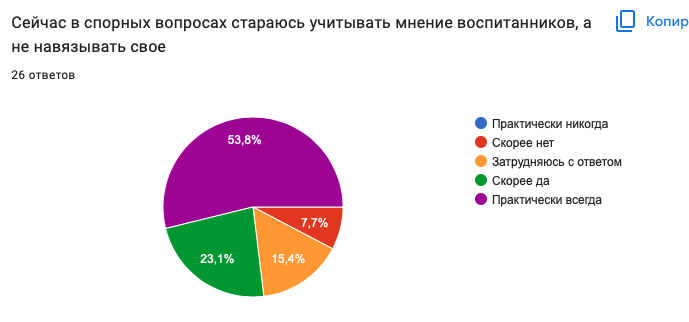 Сейчас в спорных вопросах стараюсь учитывать мнение воспитанников, а
не навязывать свое
Копир
26 ответов
53,8%
7,7%
15,4%
23,1%
Практически никогда
Скорее нет
Затрудняюсь с ответом
Скорее да
Практически всегда